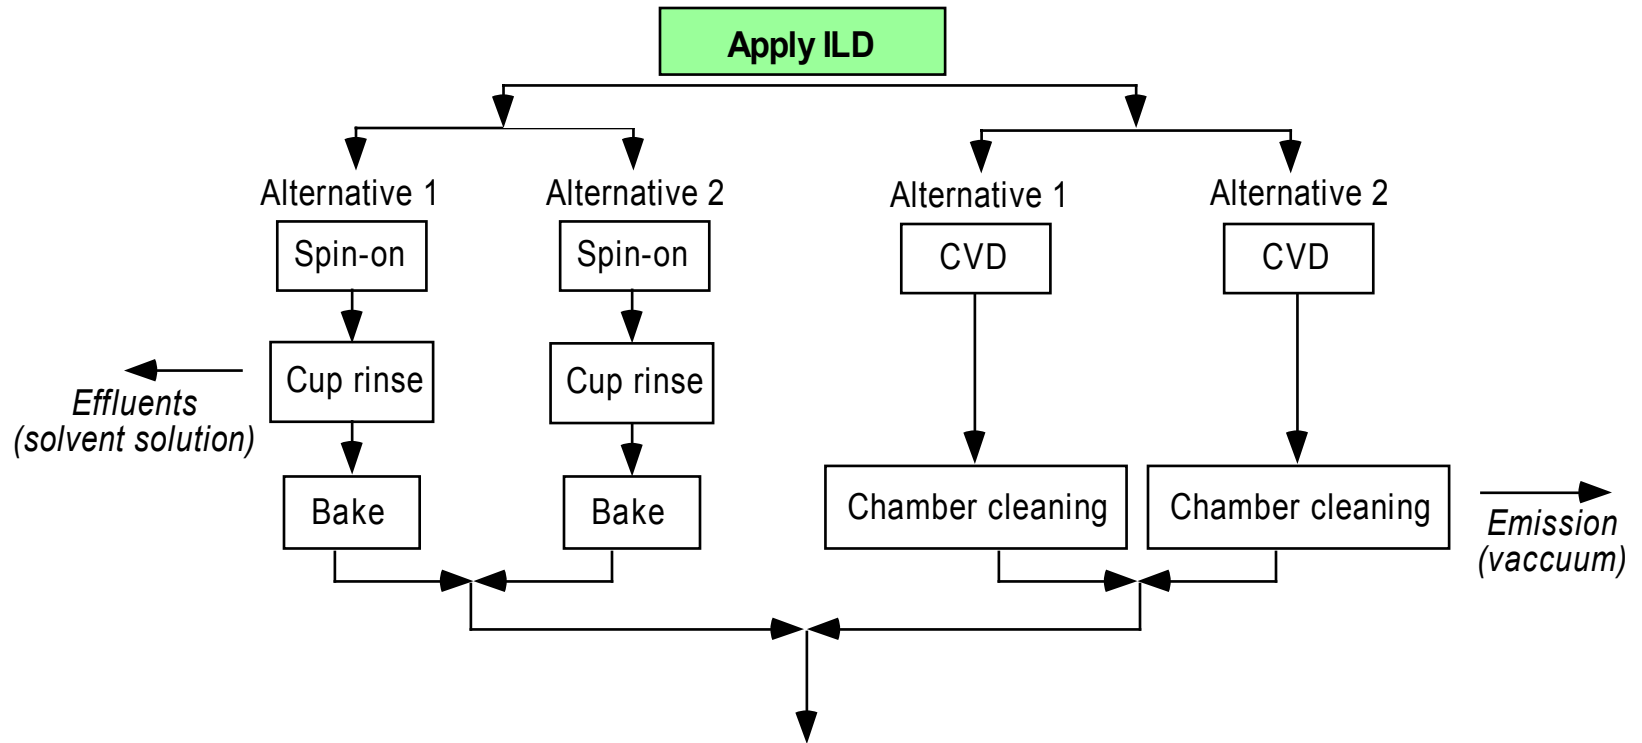 Apply ILD
Alternative 1
Alternative 2
Alternative 1
Alternative 2
Spin-on
Spin-on
CVD
CVD
Cup rinse
Cup rinse
Effluents
(solvent solution)
Bake
Bake
Chamber cleaning
Chamber cleaning
Emission
(vaccuum)